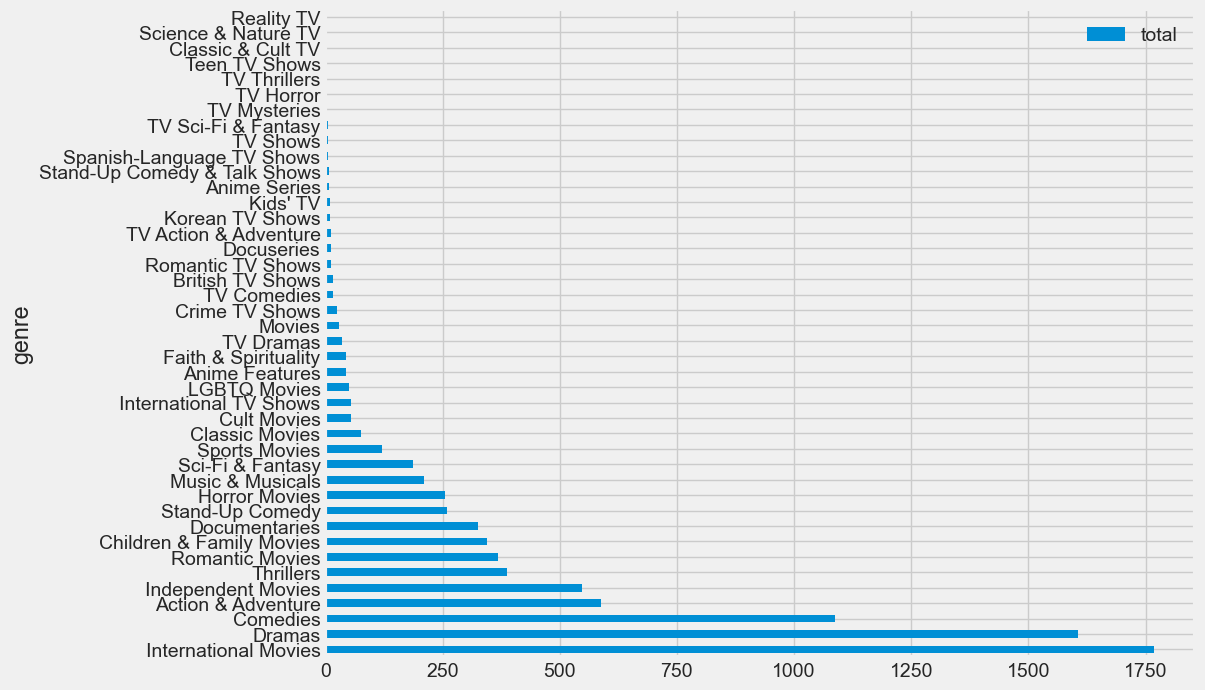 Reality TV
Science & Nature TV
Classic & Cult TV
Teen TV Shows
TV Thrillers
TV Horror
TV Mysteries
TV Sci-Fi & Fantasy
TV Shows
Spanish-Language TV Shows
Stand-Up Comedy & Talk Shows
Anime Series
Kids' TV
Korean TV Shows
TV Action & Adventure
Docuseries
Romantic TV Shows
British TV Shows
TV Comedies
Crime TV Shows
Movies
TV Dramas
Faith & Spirituality
Anime Features
LGBTQ Movies
International TV Shows
Cult Movies
Classic Movies
Sports Movies
Sci-Fi & Fantasy
Music & Musicals
Horror Movies
Stand-Up Comedy
Documentaries
Children & Family Movies
Romantic Movies
Thrillers
Independent Movies
Action & Adventure
Comedies
Dramas
International Movies
genre
total
0 250 500 750 1000 1250 1500 1750